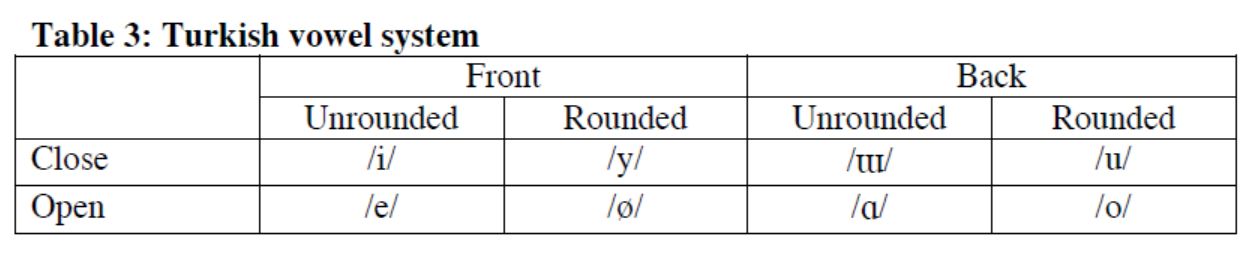 Table 3: Turkish vowel system
Front Back
Unrounded Rounded Unrounded Rounded
Close /i/ /y/ /ɯ/ /u/
Open /e/ /ø/ /ɑ/ /o/